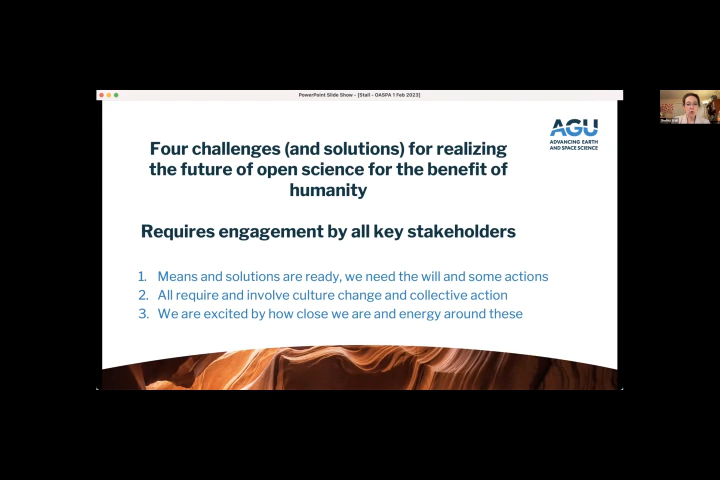 PowerPoint Slide Show - [Stall - OASPA 1 Feb 2023]
AGU
ADVANCING EARTH
AND SPACE SCIENCE
Four challenges (and solutions) for realizing
the future of open science for the benefit of
humanity
Requires engagement by all key stakeholders
1. Means and solutions are ready, we need the will and some actions
2. All require and involve culture change and collective action
3. We are excited by how close we are and energy around these